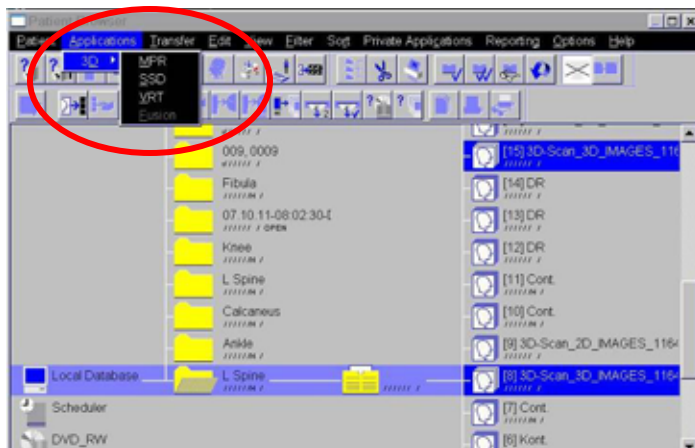 Patient Browser
Patient Applications Transfer Edit View Filter Sort Private Applications Reporting Options Help
3D
MPR
SSD
VRT
Fusion
009, 0009
Fibula
07.10.11-08:02:30-
OPEN
Knee
L Spine
Calcaneus
Ankle
L Spine
Local Database
Scheduler
DVD_RW
[15] 3D-Scan_3D_IMAGES_116
[14] DR
[13] DR
[12] DR
[11] Cont.
[10] Cont.
[9] 3D-Scan_2D_IMAGES_1164
[8] 3D-Scan_3D_IMAGES_1164
[7] Cont.
[6] Kont.